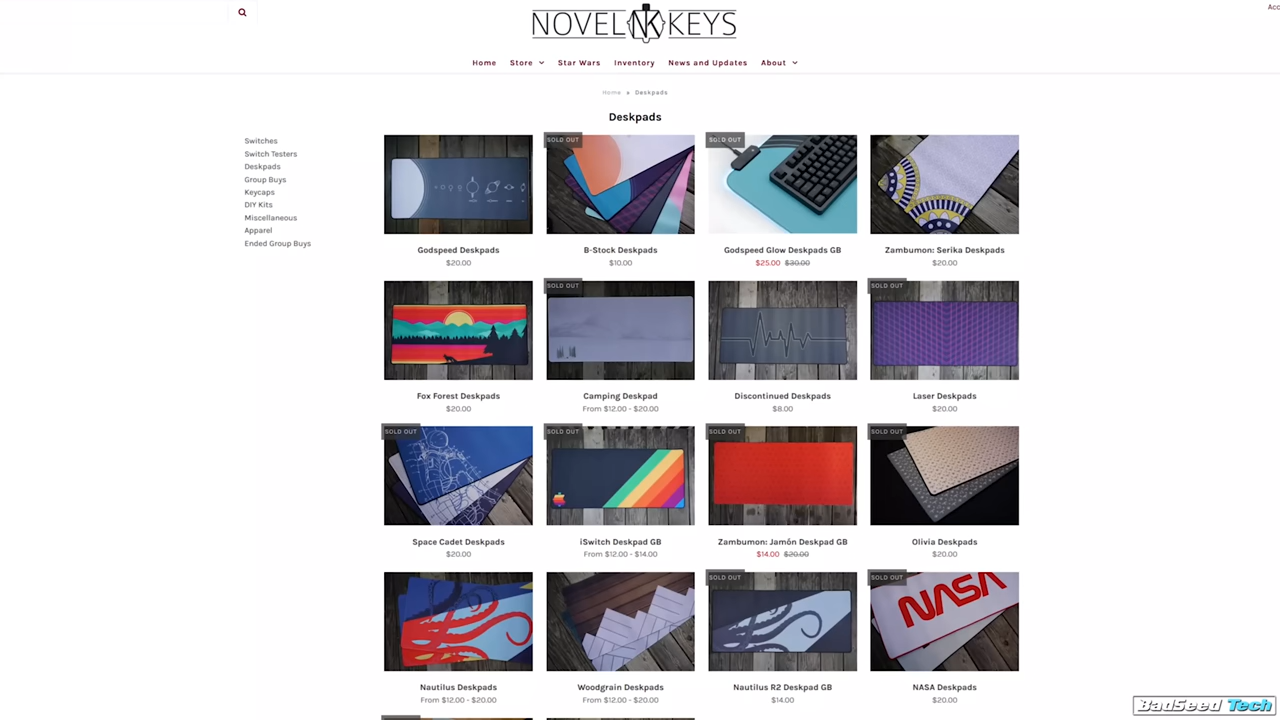 NOVEL NK KEYS
Acc
Home Store Star Wars Inventory News and Updates About
Home » Deskpads
Deskpads
Switches
Switch Testers
Deskpads
Group Buys
Keycaps
DIY Kits
Miscellaneous
Apparel
Ended Group Buys
SOLD OUT SOLD OUT
Godspeed Deskpads B-Stock Deskpads Godspeed Glow Deskpads GB Zambumon: Serika Deskpads
$20.00 $10.00 $25.00 $30.00 $20.00
SOLD OUT SOLD OUT
Fox Forest Deskpads Camping Deskpad Discontinued Deskpads Laser Deskpads
$20.00 From $12.00 - $20.00 $8.00 $20.00
SOLD OUT SOLD OUT SOLD OUT SOLD OUT
Space Cadet Deskpads iSwitch Deskpad GB Zambumon: Jamón Deskpad GB Olivia Deskpads
$20.00 From $12.00 - $14.00 $14.00 $20.00 $20.00
SOLD OUT SOLD OUT
NASA
Nautilus Deskpads Woodgrain Deskpads Nautilus R2 Deskpad GB NASA Deskpads
From $12.00 - $20.00 From $12.00 - $20.00 $14.00 $20.00
BadSeed Tech